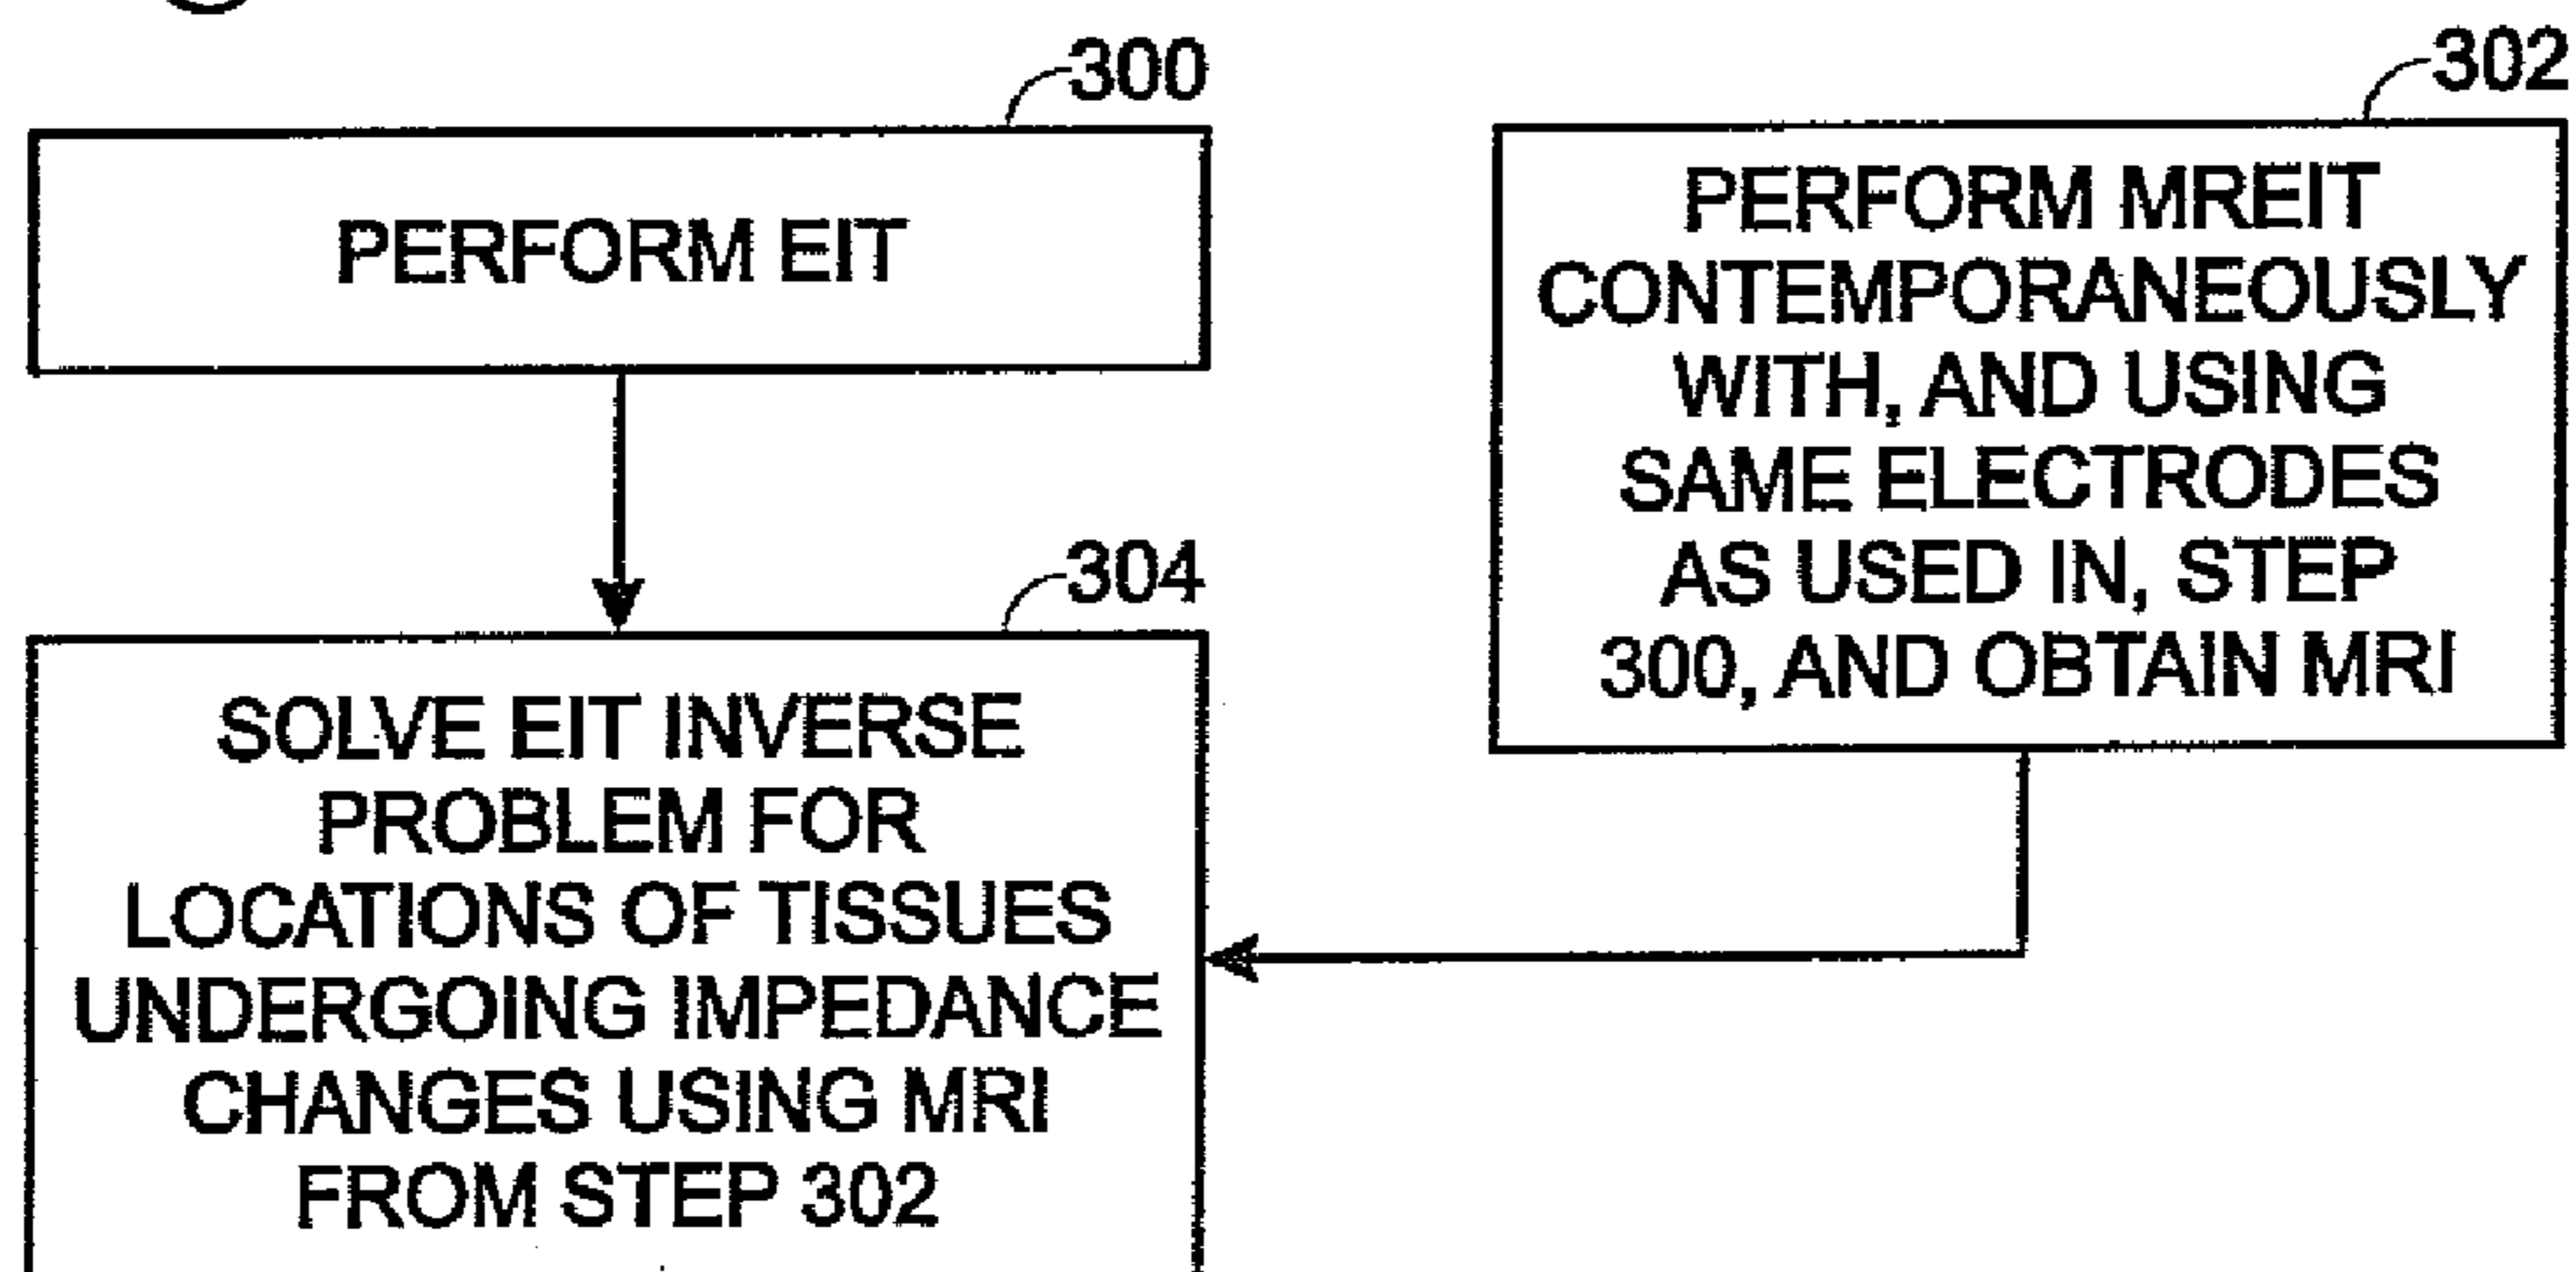 300
PERFORM EIT
302
PERFORM MREIT
CONTEMPORANEOUSLY
WITH, AND USING
SAME ELECTRODES
AS USED IN, STEP
300, AND OBTAIN MRI
304
SOLVE EIT INVERSE
PROBLEM FOR
LOCATIONS OF TISSUES
UNDERGOING IMPEDANCE
CHANGES USING MRI
FROM STEP 302